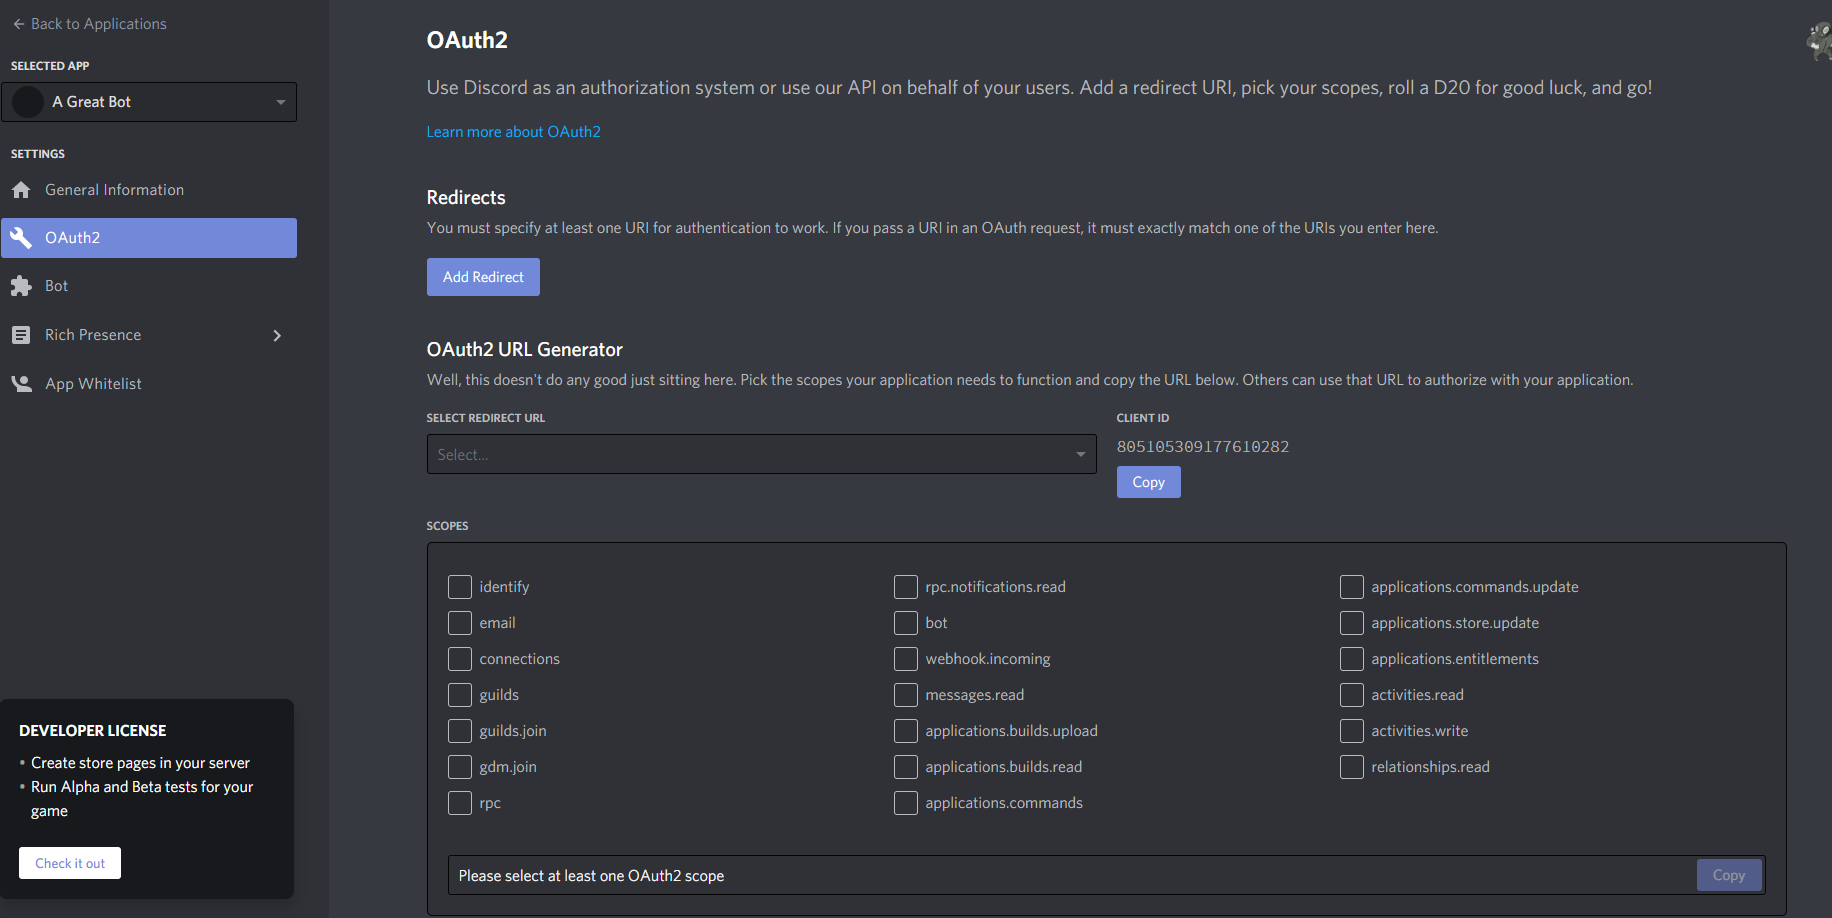 Back to Applications
SELECTED APP
A Great Bot
SETTINGS
General Information
OAuth2
Bot
Rich Presence
App Whitelist
DEVELOPER LICENSE
• Create store pages in your server
• Run Alpha and Beta tests for your
game
Check it out
OAuth2
Use Discord as an authorization system or use our API on behalf of your users. Add a redirect URI, pick your scopes, roll a D20 for good luck, and go!
Learn more about OAuth2
Redirects
You must specify at least one URI for authentication to work. If you pass a URI in an OAuth request, it must exactly match one of the URIs you enter here.
Add Redirect
OAuth2 URL Generator
Well, this doesn't do any good just sitting here. Pick the scopes your application needs to function and copy the URL below. Others can use that URL to authorize with your application.
SELECT REDIRECT URL
Select...
CLIENT ID
805105309177610282
Copy
SCOPES
identify
email
connections
guilds
guilds.join
gdm.join
rpc
rpc.notifications.read
bot
webhook.incoming
messages.read
applications.builds.upload
applications.builds.read
applications.commands
applications.commands.update
applications.store.update
applications.entitlements
activities.read
activities.write
relationships.read
Please select at least one OAuth2 scope
Copy